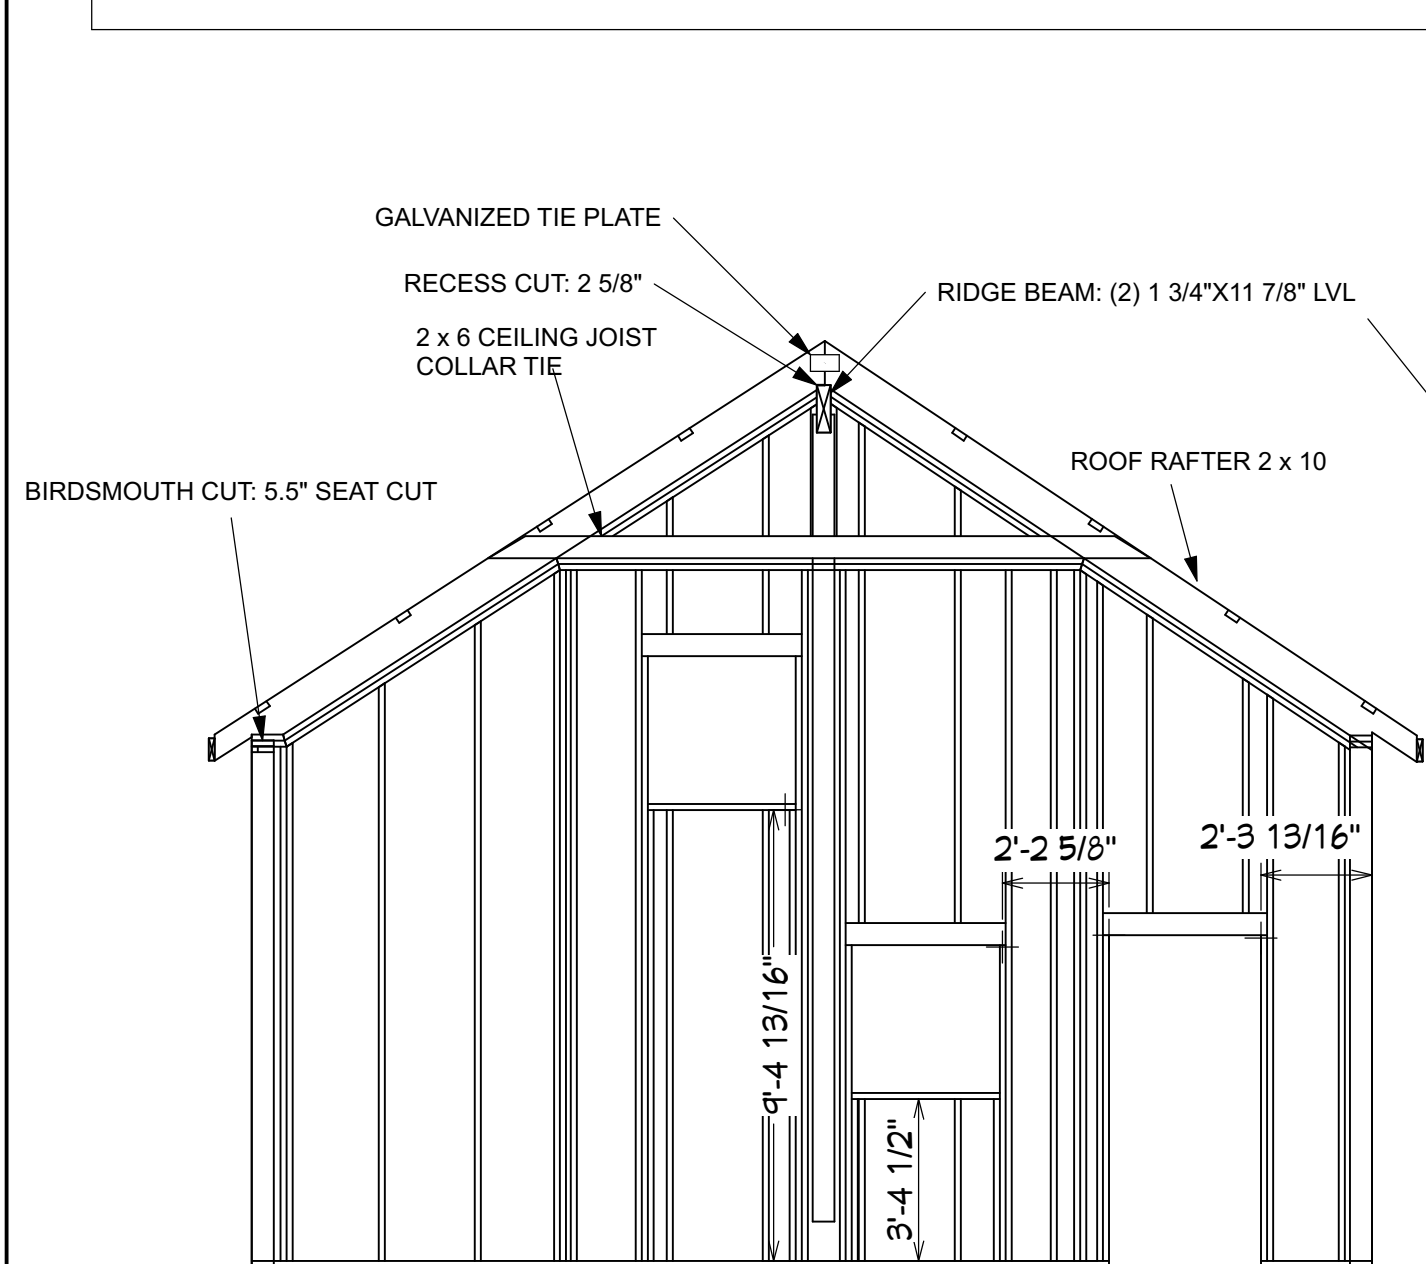 GALVANIZED TIE PLATE
RECESS CUT: 2 5/8"
RIDGE BEAM: (2) 1 3/4"X11 7/8" LVL
2 x 6 CEILING JOIST
COLLAR TIE
ROOF RAFTER 2 x 10
BIRDSMOUTH CUT: 5.5" SEAT CUT
2'-2 5/8"
2'-3 13/16"
9'-4 13/16"
3'-4 1/2"